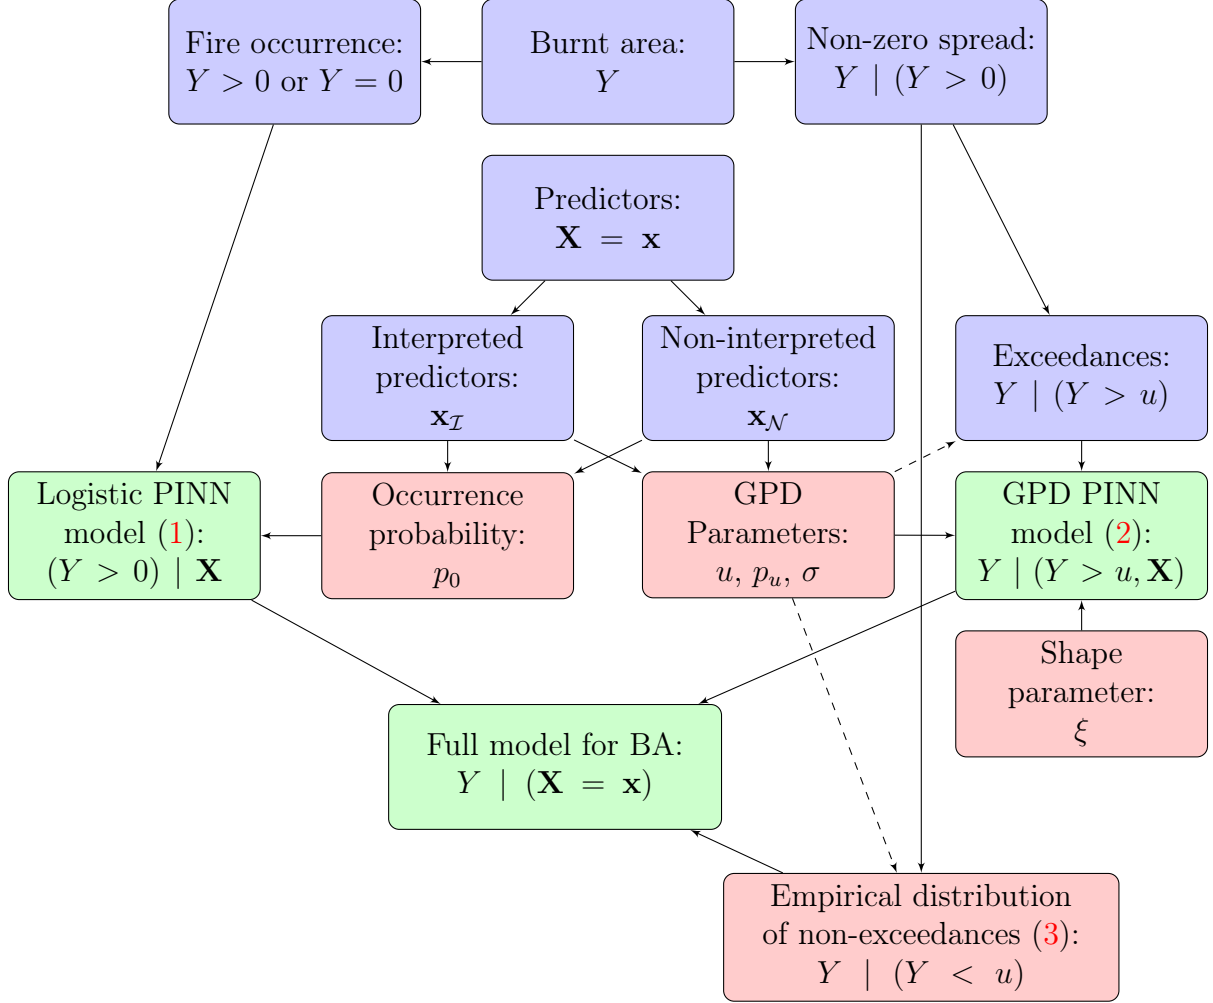 Fire occurrence:
Y > 0 or Y = 0
Burnt area:
Y
Non-zero spread:
Y | (Y > 0)
Predictors:
𝐗 = 𝐱
Interpreted
predictors:
𝐱_ℐ
Non-interpreted
predictors:
𝐱_𝒩
Exceedances:
Y | (Y > u)
Logistic PINN
model (1):
(Y > 0) | 𝐗
Occurrence
probability:
p₀
GPD
Parameters:
u, p_u, σ
GPD PINN
model (2):
Y | (Y > u, 𝐗)
Shape
parameter:
ξ
Full model for BA:
Y | (𝐗 = 𝐱)
Empirical distribution
of non-exceedances (3):
Y | (Y < u)